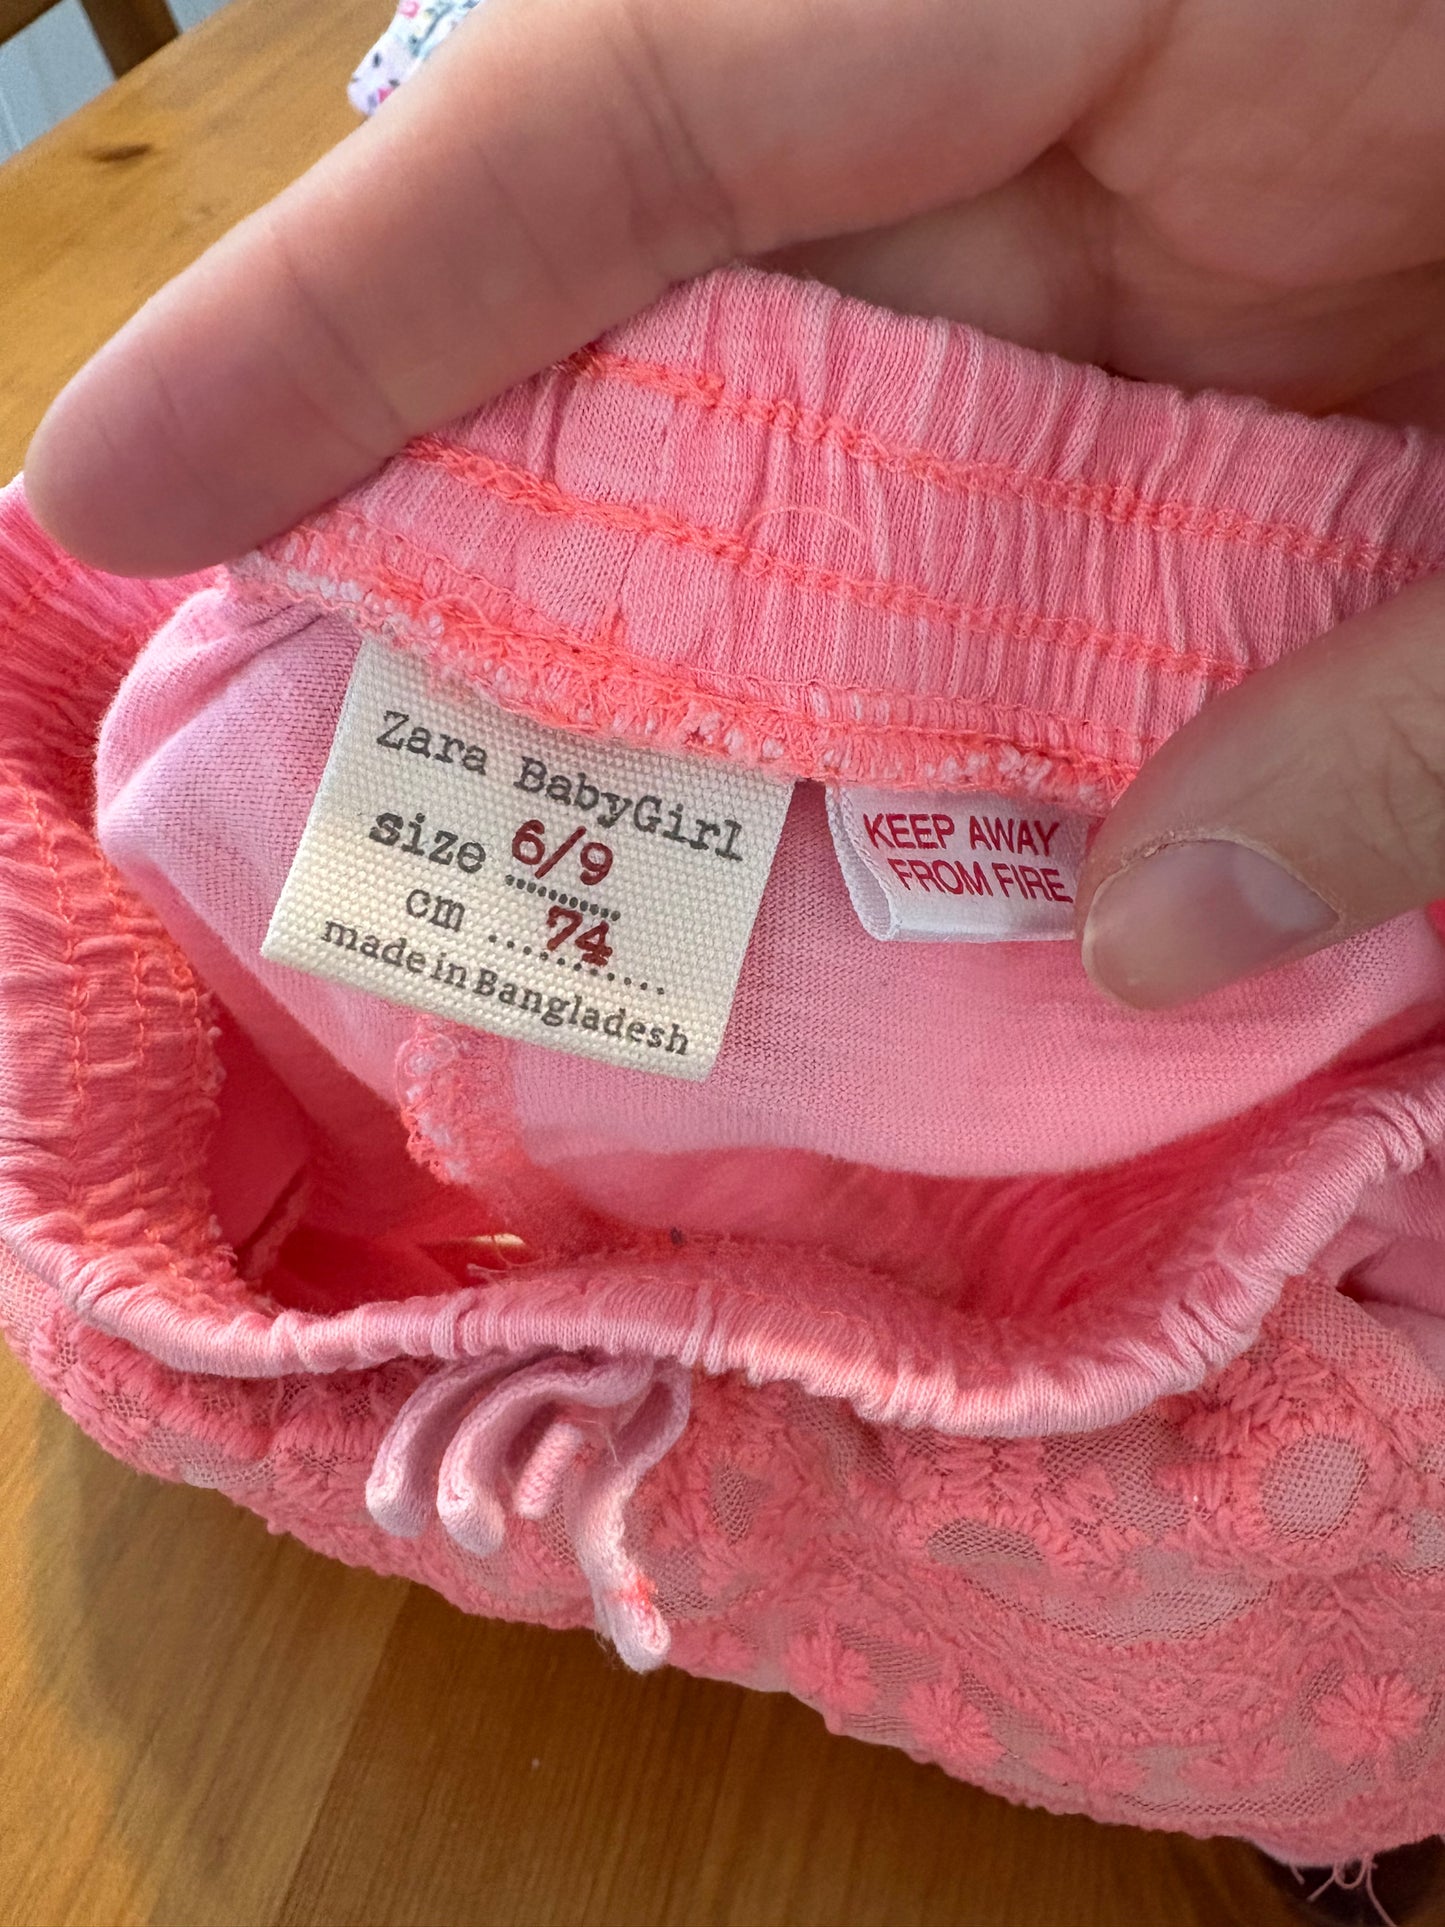 Zara BabyGirl
size 6/9
cm ...74..........
made in Bangladesh
KEEP AWAY
FROM FIRE